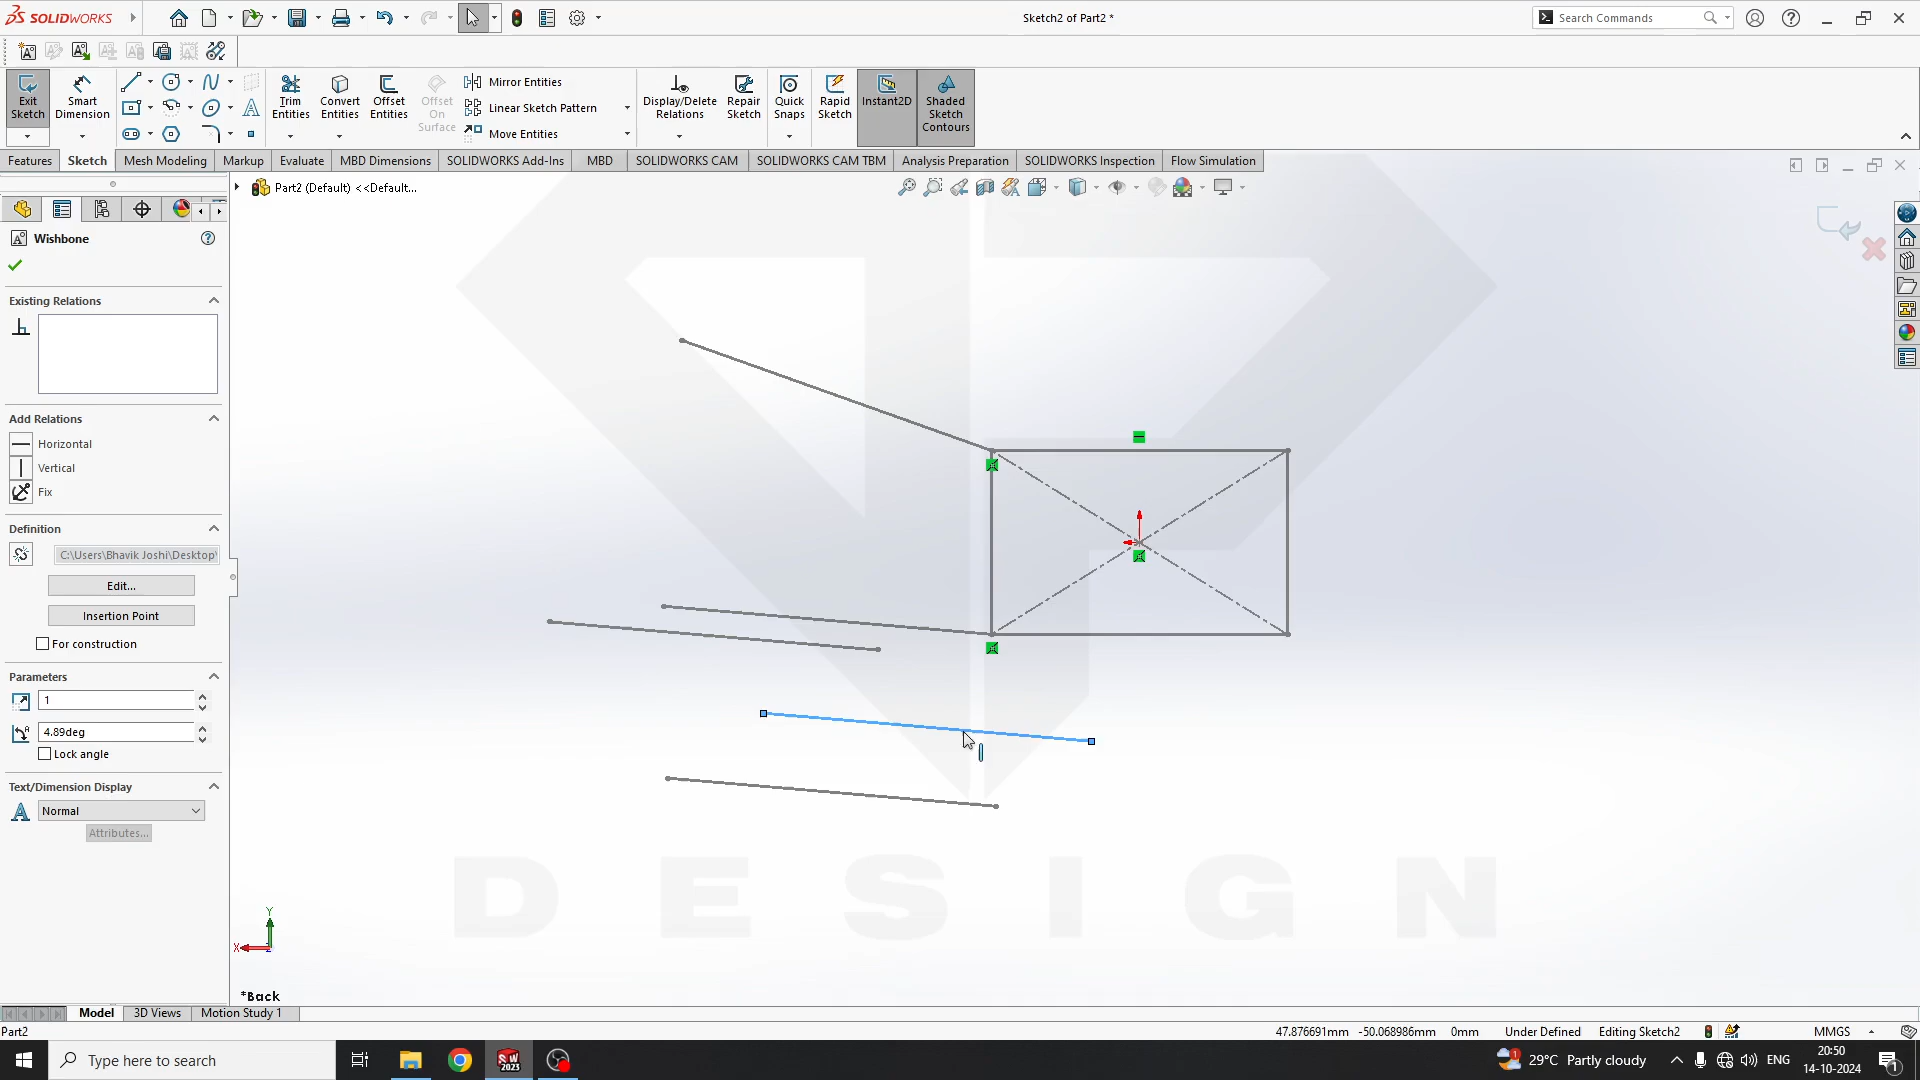 SOLIDWORKS
Sketch2 of Part2 *
Search Commands
Exit Sketch
Smart Dimension
Trim Entities
Convert Entities
Offset Entities
Offset On Surface
Mirror Entities
Linear Sketch Pattern
Move Entities
Display/Delete Relations
Repair Sketch
Quick Snaps
Rapid Sketch
Instant2D
Shaded Sketch Contours
Features
Sketch
Mesh Modeling
Markup
Evaluate
MBD Dimensions
SOLIDWORKS Add-Ins
MBD
SOLIDWORKS CAM
SOLIDWORKS CAM TBM
Analysis Preparation
SOLIDWORKS Inspection
Flow Simulation
Part2 (Default) <<Default...
Wishbone
Existing Relations
Add Relations
Horizontal
Vertical
Fix
Definition
C:\Users\Bhavik Joshi\Desktop\
Edit...
Insertion Point
For construction
Parameters
1
4.89deg
Lock angle
Text/Dimension Display
Normal
Attributes...
DESIGN
Y
X
*Back
Model
3D Views
Motion Study 1
Part2
47.876691mm -50.068986mm 0mm
Under Defined
Editing Sketch2
MMGS
Type here to search
SW 2023
29°C Partly cloudy
ENG
20:50
14-10-2024
1